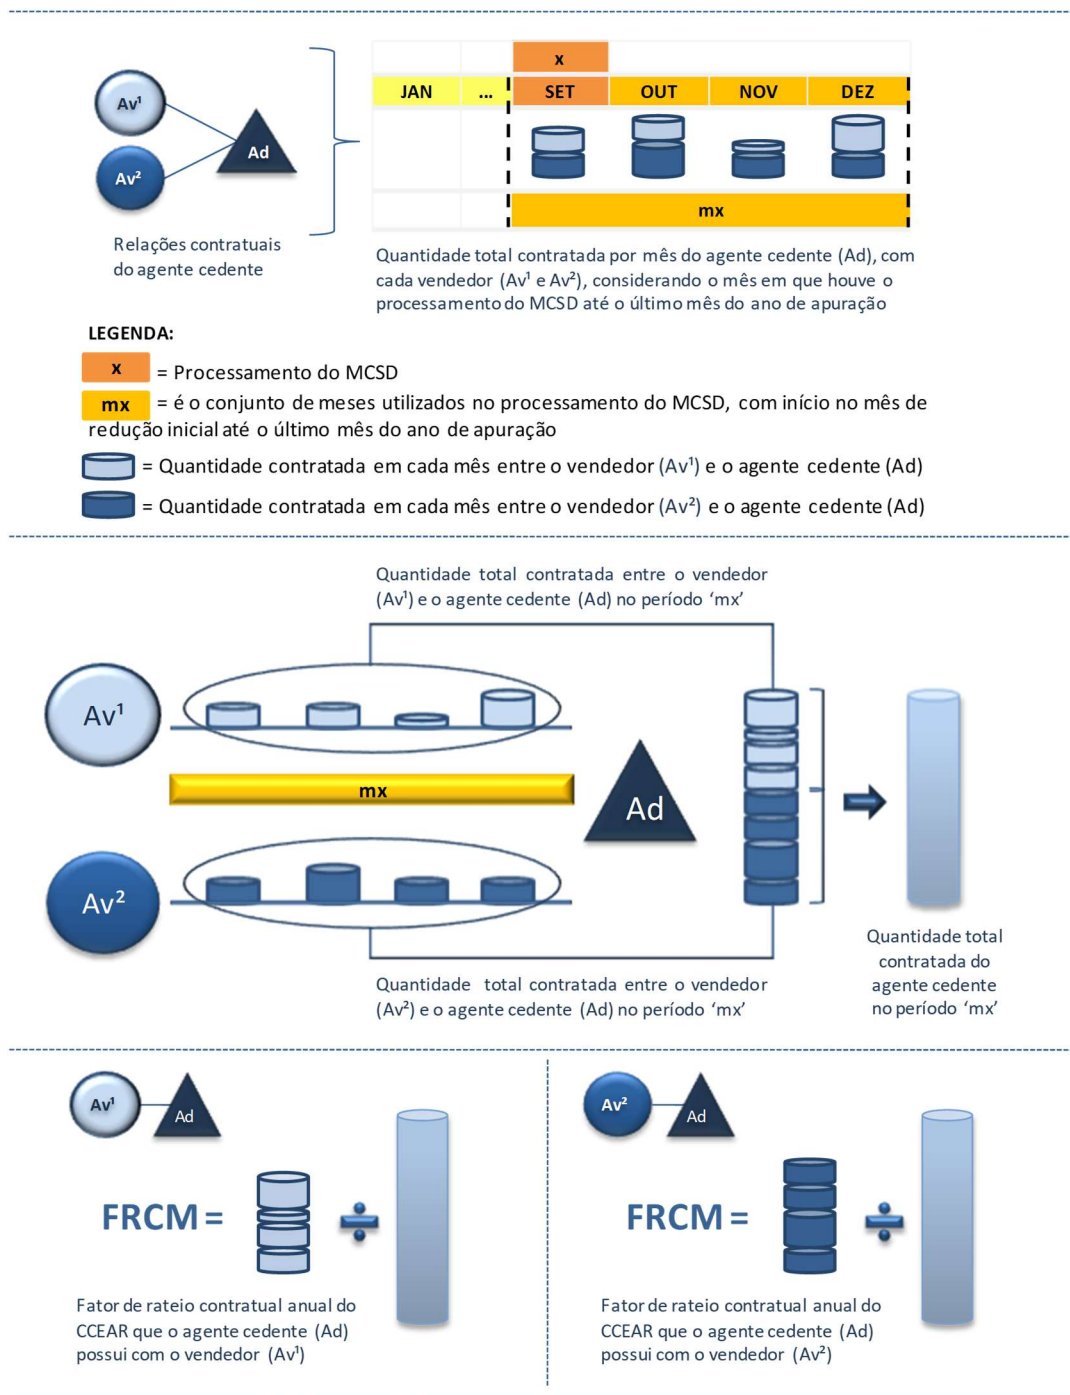 x
JAN ... SET OUT NOV DEZ
Av¹
Ad
Av²
mx
Relações contratuais
do agente cedente
Quantidade total contratada por mês do agente cedente (Ad), com
cada vendedor (Av¹ e Av²), considerando o mês em que houve o
processamento do MCSD até o último mês do ano de apuração
LEGENDA:
x = Processamento do MCSD
mx = é o conjunto de meses utilizados no processamento do MCSD, com início no mês de
redução inicial até o último mês do ano de apuração
= Quantidade contratada em cada mês entre o vendedor (Av¹) e o agente cedente (Ad)
= Quantidade contratada em cada mês entre o vendedor (Av²) e o agente cedente (Ad)
Quantidade total contratada entre o vendedor
(Av¹) e o agente cedente (Ad) no período ‘mx’
Av¹
mx
Ad
Av²
Quantidade total
contratada do
agente cedente
no período ‘mx’
Quantidade total contratada entre o vendedor
(Av²) e o agente cedente (Ad) no período ‘mx’
Av¹
Ad
FRCM =
Fator de rateio contratual anual do
CCEAR que o agente cedente (Ad)
possui com o vendedor (Av¹)
Av²
Ad
FRCM =
Fator de rateio contratual anual do
CCEAR que o agente cedente (Ad)
possui com o vendedor (Av²)